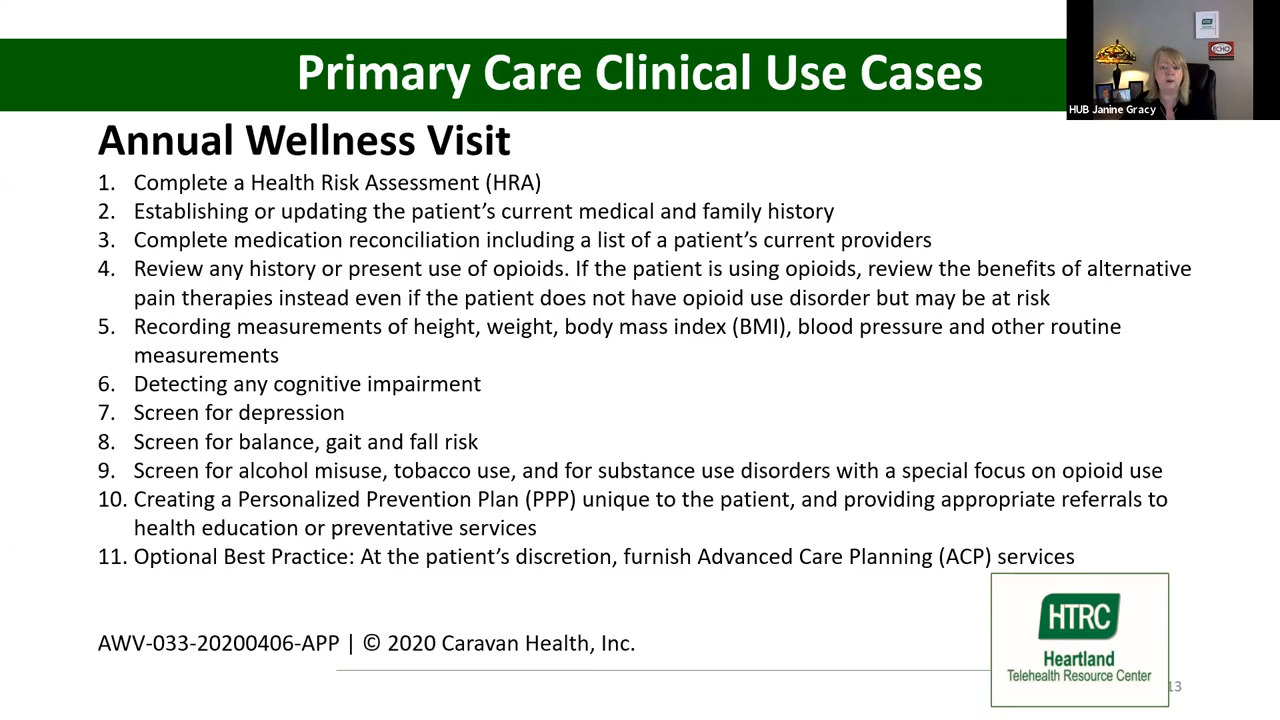 Primary Care Clinical Use Cases
HTRC
ECHO
HUB Janine Gracy
Annual Wellness Visit
1. Complete a Health Risk Assessment (HRA)
2. Establishing or updating the patient's current medical and family history
3. Complete medication reconciliation including a list of a patient's current providers
4. Review any history or present use of opioids. If the patient is using opioids, review the benefits of alternative
pain therapies instead even if the patient does not have opioid use disorder but may be at risk
5. Recording measurements of height, weight, body mass index (BMI), blood pressure and other routine
measurements
6. Detecting any cognitive impairment
7. Screen for depression
8. Screen for balance, gait and fall risk
9. Screen for alcohol misuse, tobacco use, and for substance use disorders with a special focus on opioid use
10. Creating a Personalized Prevention Plan (PPP) unique to the patient, and providing appropriate referrals to
health education or preventative services
11. Optional Best Practice: At the patient's discretion, furnish Advanced Care Planning (ACP) services
AWV-033-20200406-APP | © 2020 Caravan Health, Inc.
HTRC
Heartland
Telehealth Resource Center
13